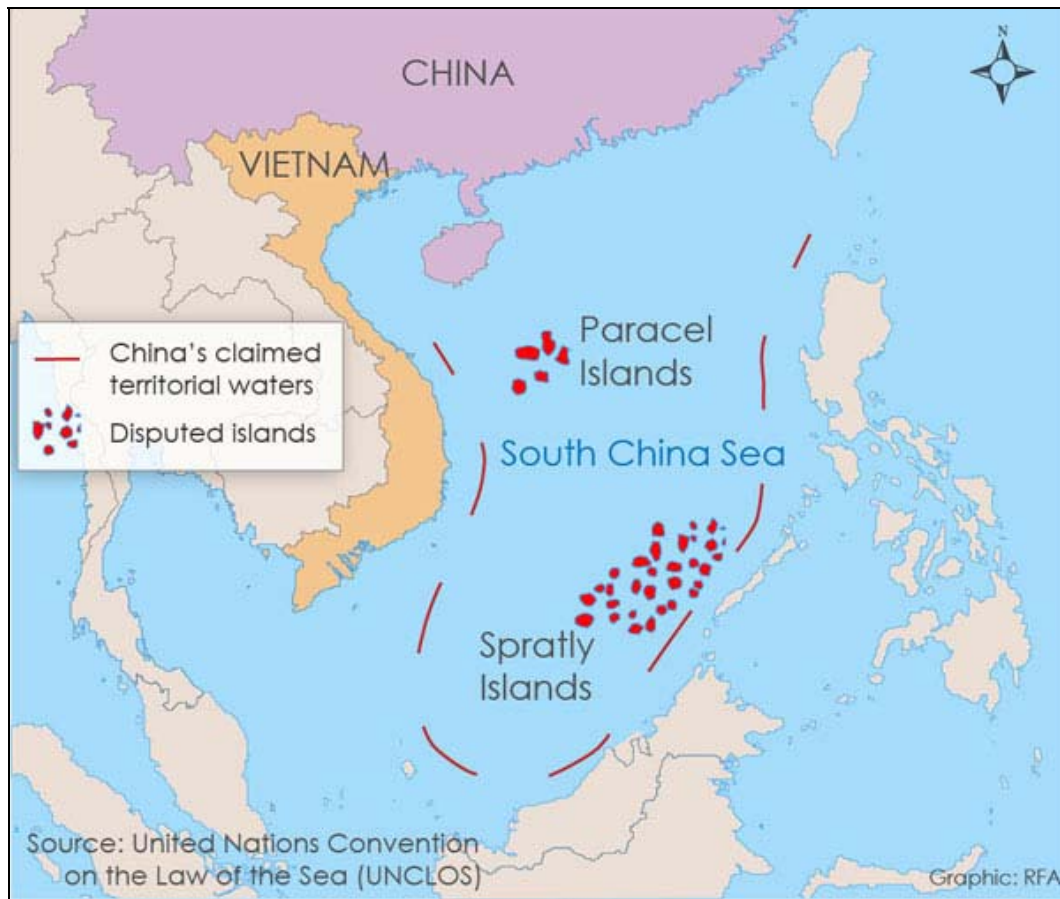 N
CHINA
VIETNAM
China's claimed
territorial waters
Disputed islands
Paracel
Islands
South China Sea
Spratly
Islands
Source: United Nations Convention
on the Law of the Sea (UNCLOS)
Graphic: RFA